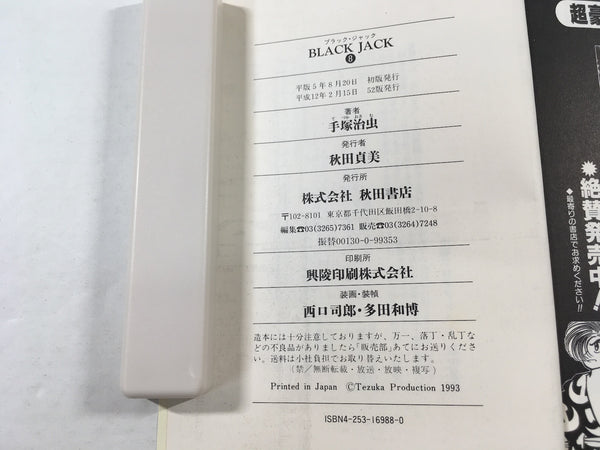 ブラック・ジャック
BLACK JACK
8
平成5年8月20日 初版発行
平成12年2月15日 52版発行
著者
手塚治虫
発行者
秋田貞美
発行所
株式会社 秋田書店
〒102-8101 東京都千代田区飯田橋2-10-8
編集☎03(3265)7361 販売☎03(3264)7248
振替00130-0-99353
印刷所
興陵印刷株式会社
装画・装幀
西口司郎・多田和博
造本には十分注意しておりますが、万一、落丁・乱丁な
どの不良品がありましたら「販売部」あてにお送りくださ
い。送料は小社負担でお取り替えいたします。
(禁/無断転載・放送・放映・複写)
Printed in Japan ©Tezuka Production 1993
ISBN4-253-16988-0
超豪
絶賛発売中!
◆最寄りの書店でお求めください!!